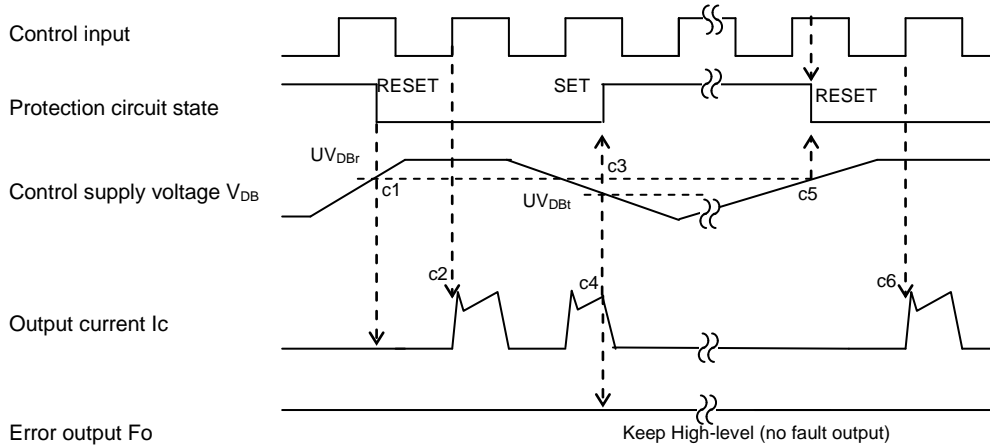 Control input
Protection circuit state
RESET
SET
RESET
Control supply voltage VDB
UVDBr
c1
UVDBt
c3
c5
Output current Ic
c2
c4
c6
Error output Fo
Keep High-level (no fault output)